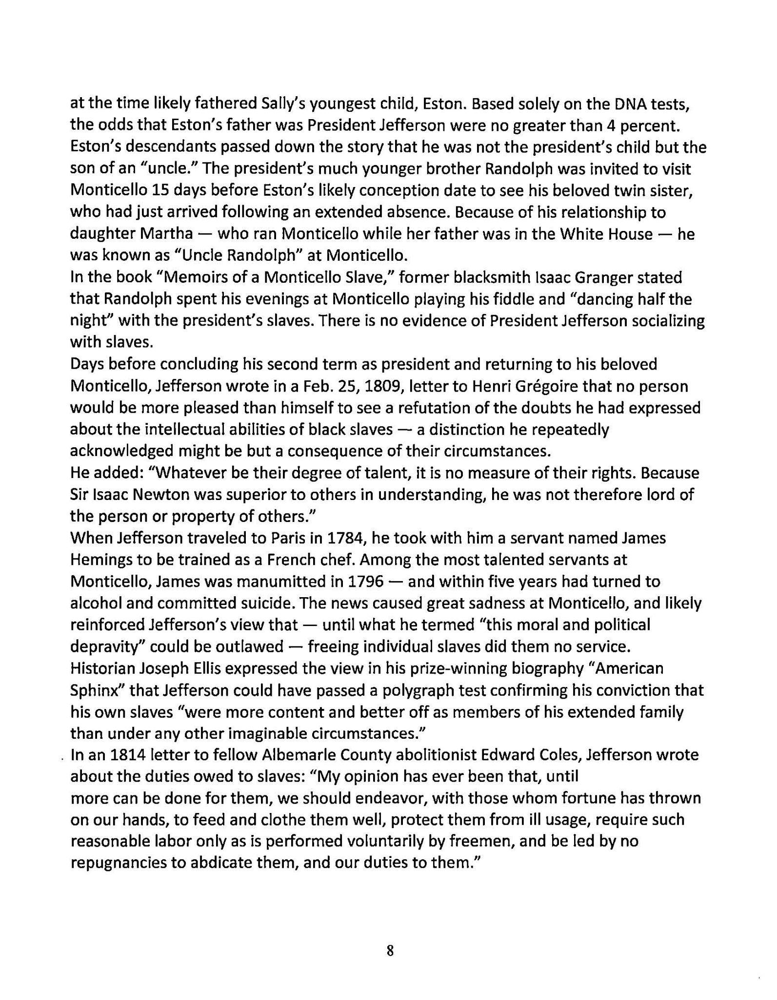 at the time likely fathered Sally’s youngest child, Eston. Based solely on the DNA tests,
the odds that Eston’s father was President Jefferson were no greater than 4 percent.
Eston’s descendants passed down the story that he was not the president’s child but the
son of an “uncle.” The president’s much younger brother Randolph was invited to visit
Monticello 15 days before Eston’s likely conception date to see his beloved twin sister,
who had just arrived following an extended absence. Because of his relationship to
daughter Martha — who ran Monticello while her father was in the White House — he
was known as “Uncle Randolph” at Monticello.
In the book “Memoirs of a Monticello Slave,” former blacksmith Isaac Granger stated
that Randolph spent his evenings at Monticello playing his fiddle and “dancing half the
night” with the president’s slaves. There is no evidence of President Jefferson socializing
with slaves.
Days before concluding his second term as president and returning to his beloved
Monticello, Jefferson wrote in a Feb. 25, 1809, letter to Henri Grégoire that no person
would be more pleased than himself to see a refutation of the doubts he had expressed
about the intellectual abilities of black slaves — a distinction he repeatedly
acknowledged might be but a consequence of their circumstances.
He added: “Whatever be their degree of talent, it is no measure of their rights. Because
Sir Isaac Newton was superior to others in understanding, he was not therefore lord of
the person or property of others.”
When Jefferson traveled to Paris in 1784, he took with him a servant named James
Hemings to be trained as a French chef. Among the most talented servants at
Monticello, James was manumitted in 1796 — and within five years had turned to
alcohol and committed suicide. The news caused great sadness at Monticello, and likely
reinforced Jefferson’s view that — until what he termed “this moral and political
depravity” could be outlawed — freeing individual slaves did them no service.
Historian Joseph Ellis expressed the view in his prize-winning biography “American
Sphinx” that Jefferson could have passed a polygraph test confirming his conviction that
his own slaves “were more content and better off as members of his extended family
than under any other imaginable circumstances.”
In an 1814 letter to fellow Albemarle County abolitionist Edward Coles, Jefferson wrote
about the duties owed to slaves: “My opinion has ever been that, until
more can be done for them, we should endeavor, with those whom fortune has thrown
on our hands, to feed and clothe them well, protect them from ill usage, require such
reasonable labor only as is performed voluntarily by freemen, and be led by no
repugnancies to abdicate them, and our duties to them.”
8